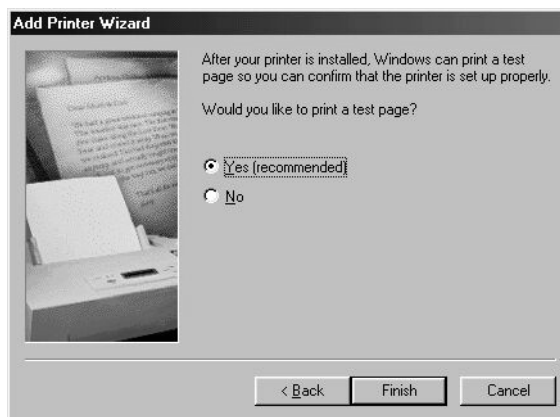 Add Printer Wizard
After your printer is installed, Windows can print a test
page so you can confirm that the printer is set up properly.
Would you like to print a test page?
Yes (recommended)
No
< Back
Finish
Cancel